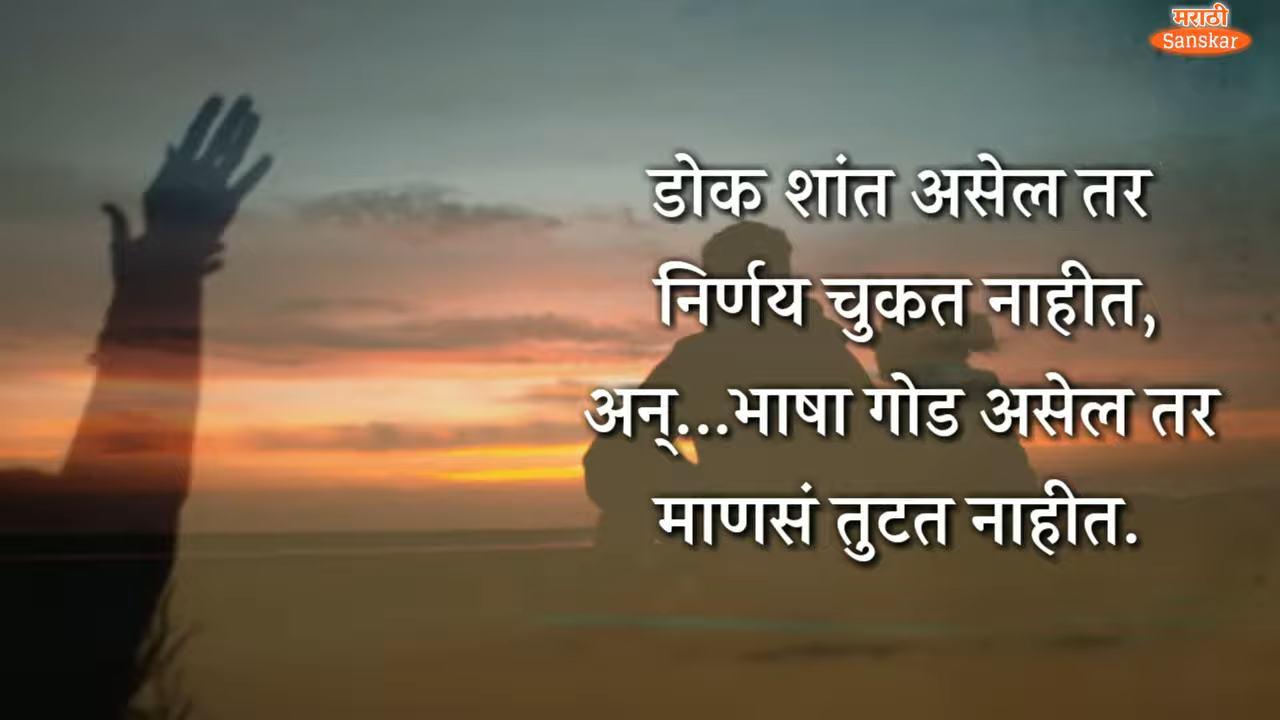 मराठी
Sanskar
डोक शांत असेल तर
निर्णय चुकत नाहीत,
अन्...भाषा गोड असेल तर
माणसं तुटत नाहीत.